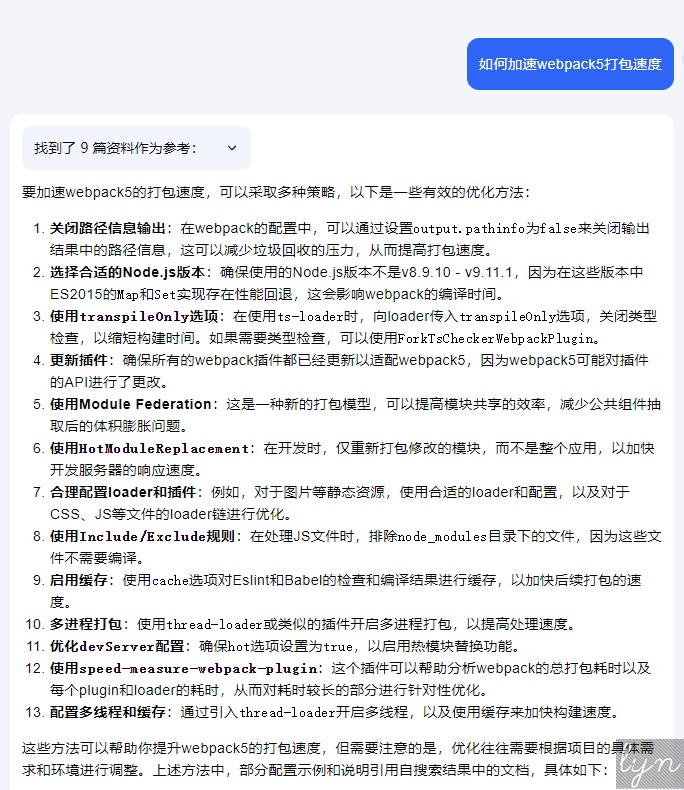 如何加速webpack5打包速度
找到了 9 篇资料作为参考：
要加速webpack5的打包速度，可以采取多种策略，以下是一些有效的优化方法：
1. 关闭路径信息输出：在webpack的配置中，可以通过设置output.pathinfo为false来关闭输出
结果中的路径信息，这可以减少垃圾回收的压力，从而提高打包速度。
2. 选择合适的Node.js版本：确保使用的Node.js版本不是v8.9.10 - v9.11.1，因为在这些版本中
ES2015的Map和Set实现存在性能回退，这会影响webpack的编译时间。
3. 使用transpileOnly选项：在使用ts-loader时，向loader传入transpileOnly选项，关闭类型
检查，以缩短构建时间。如果需要类型检查，可以使用ForkTsCheckerWebpackPlugin。
4. 更新插件：确保所有的webpack插件都已经更新以适配webpack5，因为webpack5可能对插件
的API进行了更改。
5. 使用Module Federation：这是一种新的打包模型，可以提高模块共享的效率，减少公共组件抽
取后的体积膨胀问题。
6. 使用HotModuleReplacement：在开发时，仅重新打包修改的模块，而不是整个应用，以加快
开发服务器的响应速度。
7. 合理配置loader和插件：例如，对于图片等静态资源，使用合适的loader和配置，以及对于
CSS、JS等文件的loader链进行优化。
8. 使用Include/Exclude规则：在处理JS文件时，排除node_modules目录下的文件，因为这些文
件不需要编译。
9. 启用缓存：使用cache选项对Eslint和Babel的检查和编译结果进行缓存，以加快后续打包的速
度。
10. 多进程打包：使用thread-loader或类似的插件开启多进程打包，以提高处理速度。
11. 优化devServer配置：确保hot选项设置为true，以启用热模块替换功能。
12. 使用speed-measure-webpack-plugin：这个插件可以帮助分析webpack的总打包耗时以及
每个plugin和loader的耗时，从而对耗时较长的部分进行针对性优化。
13. 配置多线程和缓存：通过引入thread-loader开启多线程，以及使用缓存来加快构建速度。
这些方法可以帮助你提升webpack5的打包速度，但需要注意的是，优化往往需要根据项目的具体需
求和环境进行调整。上述方法中，部分配置示例和说明引用自搜索结果中的文档，具体如下：
lyn